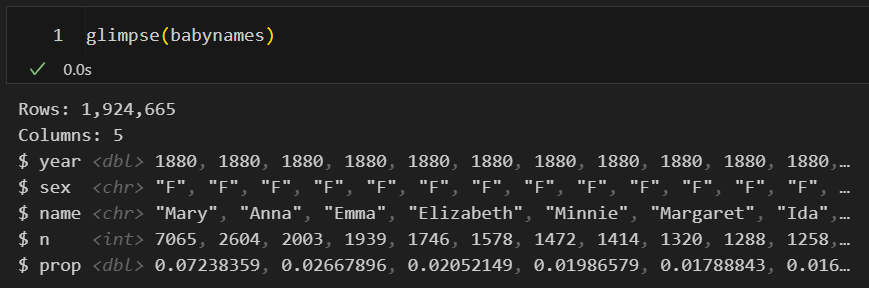 1 glimpse(babynames)
0.0s
Rows: 1,924,665
Columns: 5
$ year <dbl> 1880, 1880, 1880, 1880, 1880, 1880, 1880, 1880, 1880, 1880, 1880,…
$ sex <chr> "F", "F", "F", "F", "F", "F", "F", "F", "F", "F", "F", "F", "F", …
$ name <chr> "Mary", "Anna", "Emma", "Elizabeth", "Minnie", "Margaret", "Ida",…
$ n <int> 7065, 2604, 2003, 1939, 1746, 1578, 1472, 1414, 1320, 1288, 1258,…
$ prop <dbl> 0.07238359, 0.02667896, 0.02052149, 0.01986579, 0.01788843, 0.016…